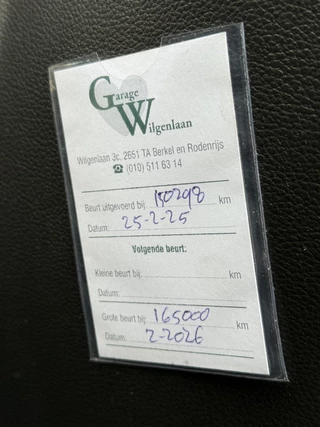 Garage
Wilgenlaan
Wilgenlaan 3c, 2651 TA Berkel en Rodenrijs
☎ (010) 511 63 14
Beurt uitgevoerd bij: 150298 km
Datum: 25-2-25
Volgende beurt:
Kleine beurt bij: km
Datum:
Grote beurt bij: 165000 km
Datum: 2-2026